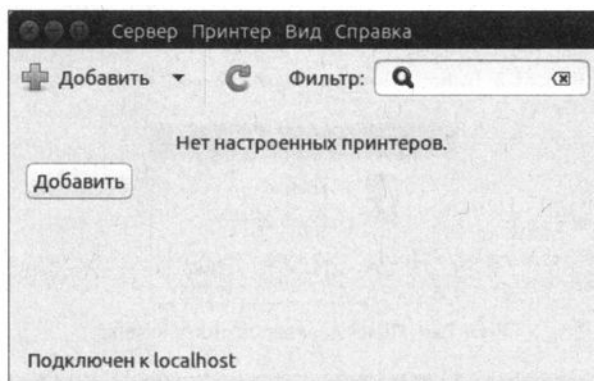 Сервер Принтер Вид Справка
Добавить Фильтр:
Нет настроенных принтеров.
Добавить
Подключен к localhost